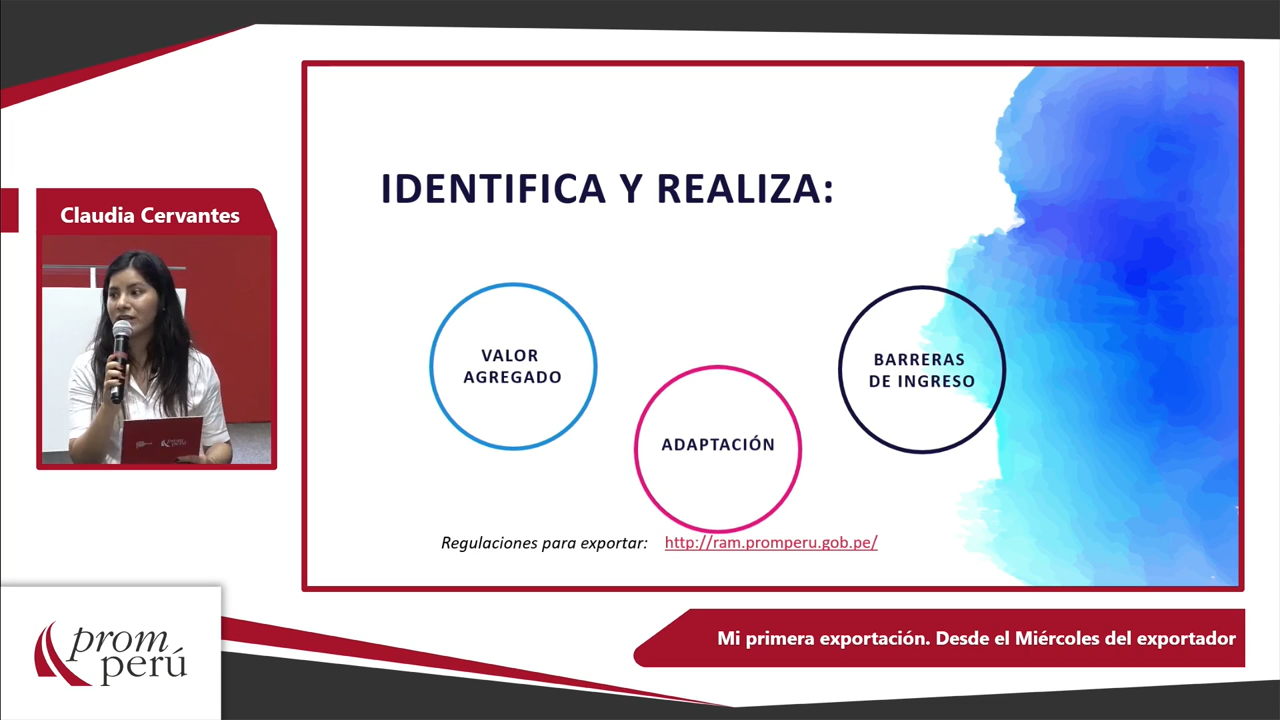 Claudia Cervantes
IDENTIFICA Y REALIZA:
VALOR
AGREGADO
ADAPTACIÓN
BARRERAS
DE INGRESO
Regulaciones para exportar: http://ram.promperu.gob.pe/
prom
perú
Mi primera exportación. Desde el Miércoles del exportador